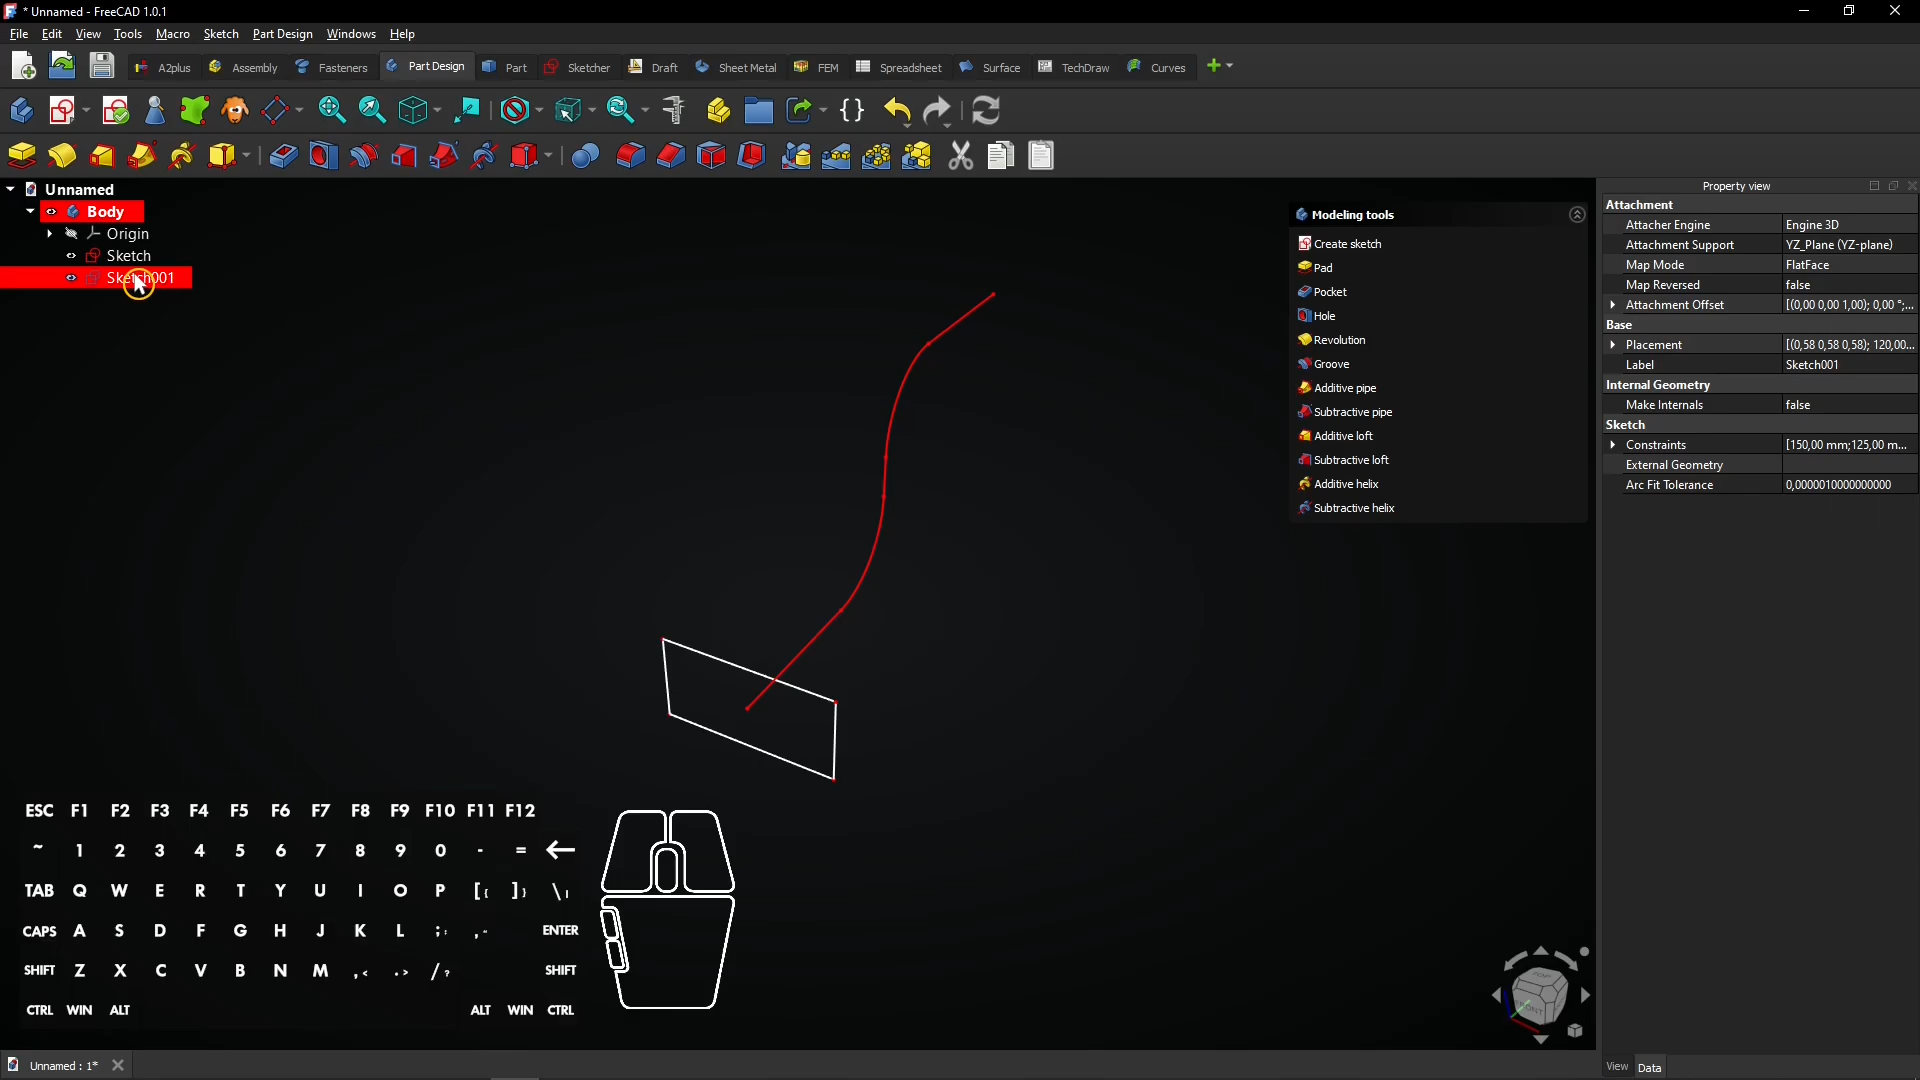 * Unnamed - FreeCAD 1.0.1
File Edit View Tools Macro Sketch Part Design Windows Help
A2plus Assembly Fasteners Part Design Part Sketcher Draft Sheet Metal FEM Spreadsheet Surface TechDraw Curves
Unnamed
Body
Origin
Sketch
Sketch001
Modeling tools
Create sketch
Pad
Pocket
Hole
Revolution
Groove
Additive pipe
Subtractive pipe
Additive loft
Subtractive loft
Additive helix
Subtractive helix
Property view
Attachment
Attacher Engine Engine 3D
Attachment Support YZ_Plane (YZ-plane)
Map Mode FlatFace
Map Reversed false
Attachment Offset [(0,00 0,00 1,00); 0,00 °;...
Base
Placement [(0,58 0,58 0,58); 120,00...
Label Sketch001
Internal Geometry
Make Internals false
Sketch
Constraints [150,00 mm;125,00 m...
External Geometry
Arc Fit Tolerance 0,0000010000000000
ESC F1 F2 F3 F4 F5 F6 F7 F8 F9 F10 F11 F12
~ 1 2 3 4 5 6 7 8 9 0 - = ←
TAB Q W E R T Y U I O P [{ ]} \|
CAPS A S D F G H J K L ;: ,“ ENTER
SHIFT Z X C V B N M ,< .> /? SHIFT
CTRL WIN ALT ALT WIN CTRL
TOP
FRONT
Unnamed : 1*
View Data